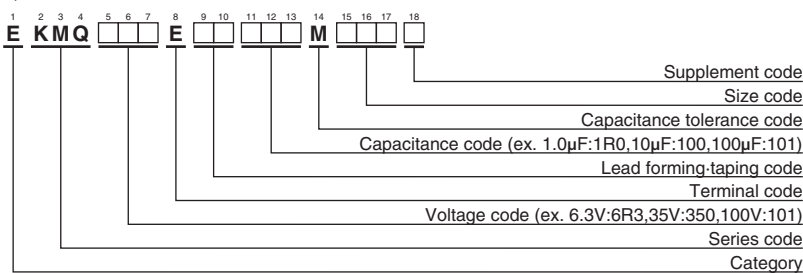 1 2 3 4 5 6 7 8 9 10 11 12 13 14 15 16 17 18
E KMQ □□□ E □□ □□□ M □□□ □
Supplement code
Size code
Capacitance tolerance code
Capacitance code (ex. 1.0μF:1R0,10μF:100,100μF:101)
Lead forming·taping code
Terminal code
Voltage code (ex. 6.3V:6R3,35V:350,100V:101)
Series code
Category